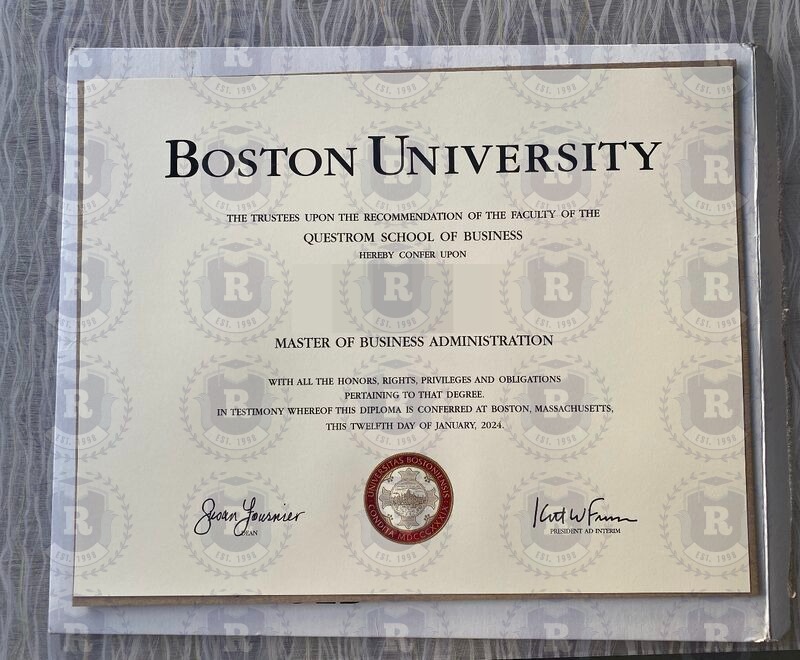 BOSTON UNIVERSITY
THE TRUSTEES UPON THE RECOMMENDATION OF THE FACULTY OF THE
QUESTROM SCHOOL OF BUSINESS
HEREBY CONFER UPON
MASTER OF BUSINESS ADMINISTRATION
WITH ALL THE HONORS, RIGHTS, PRIVILEGES AND OBLIGATIONS
PERTAINING TO THAT DEGREE.
IN TESTIMONY WHEREOF THIS DIPLOMA IS CONFERRED AT BOSTON, MASSACHUSETTS,
THIS TWELFTH DAY OF JANUARY, 2024.
UNIVERSITAS BOSTONIENSIS
CONDITA MDCCCXXXIX
Susan Fournier
DEAN
PRESIDENT AD INTERIM
R
EST. 1998